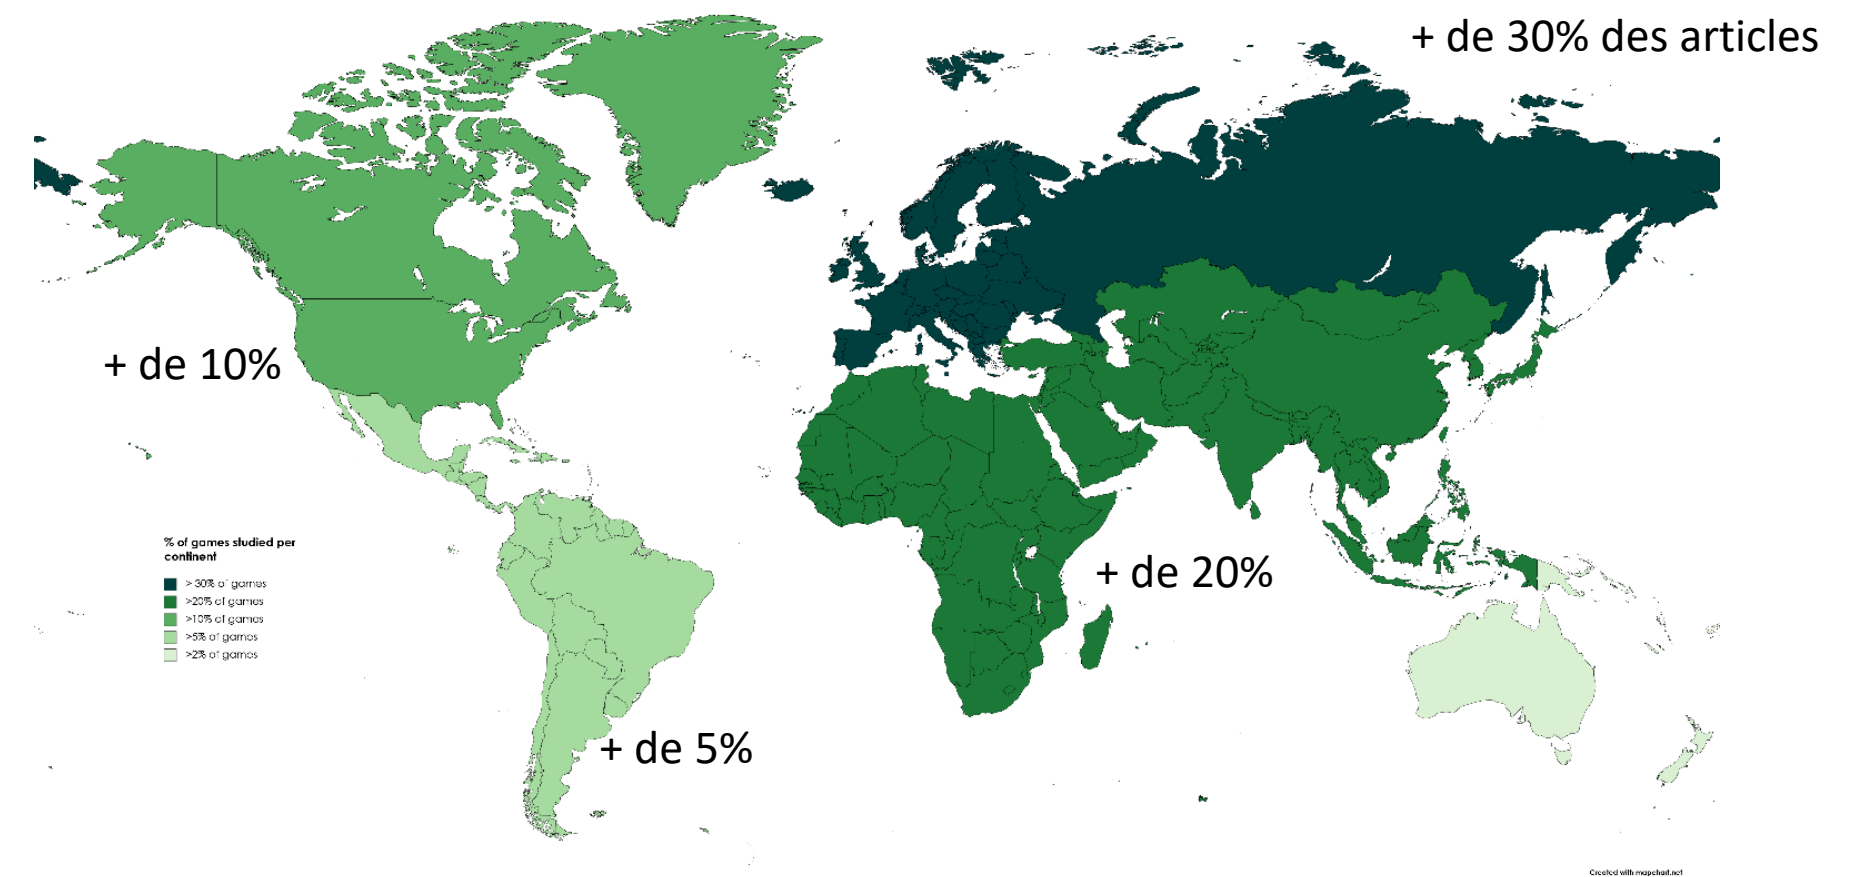 + de 30% des articles
+ de 10%
% of games studied per
continent
> 30% of games
>20% of games
>10% of games
>5% of games
>2% of games
+ de 20%
+ de 5%
Created with mapchart.net